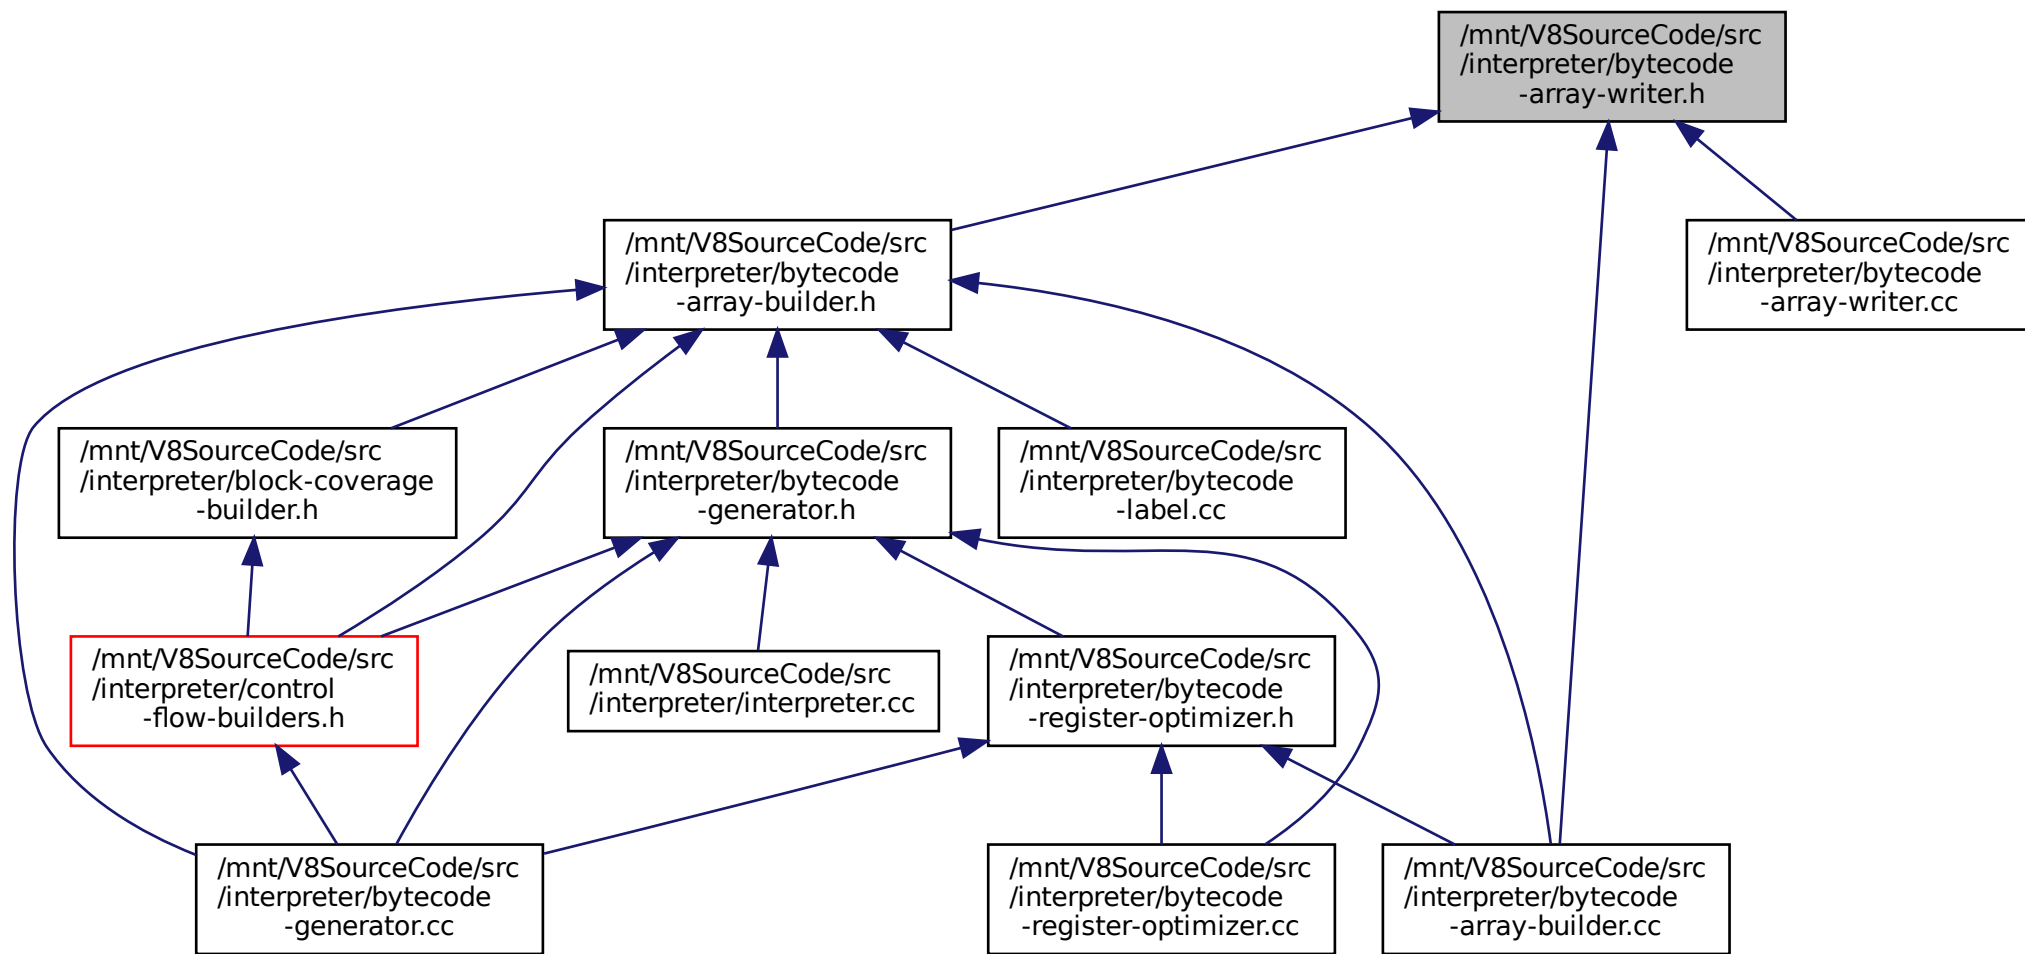 /mnt/V8SourceCode/src
/interpreter/bytecode
-array-writer.h
/mnt/V8SourceCode/src
/interpreter/bytecode
-array-builder.h
/mnt/V8SourceCode/src
/interpreter/bytecode
-array-writer.cc
/mnt/V8SourceCode/src
/interpreter/block-coverage
-builder.h
/mnt/V8SourceCode/src
/interpreter/bytecode
-generator.h
/mnt/V8SourceCode/src
/interpreter/bytecode
-label.cc
/mnt/V8SourceCode/src
/interpreter/control
-flow-builders.h
/mnt/V8SourceCode/src
/interpreter/interpreter.cc
/mnt/V8SourceCode/src
/interpreter/bytecode
-register-optimizer.h
/mnt/V8SourceCode/src
/interpreter/bytecode
-generator.cc
/mnt/V8SourceCode/src
/interpreter/bytecode
-register-optimizer.cc
/mnt/V8SourceCode/src
/interpreter/bytecode
-array-builder.cc